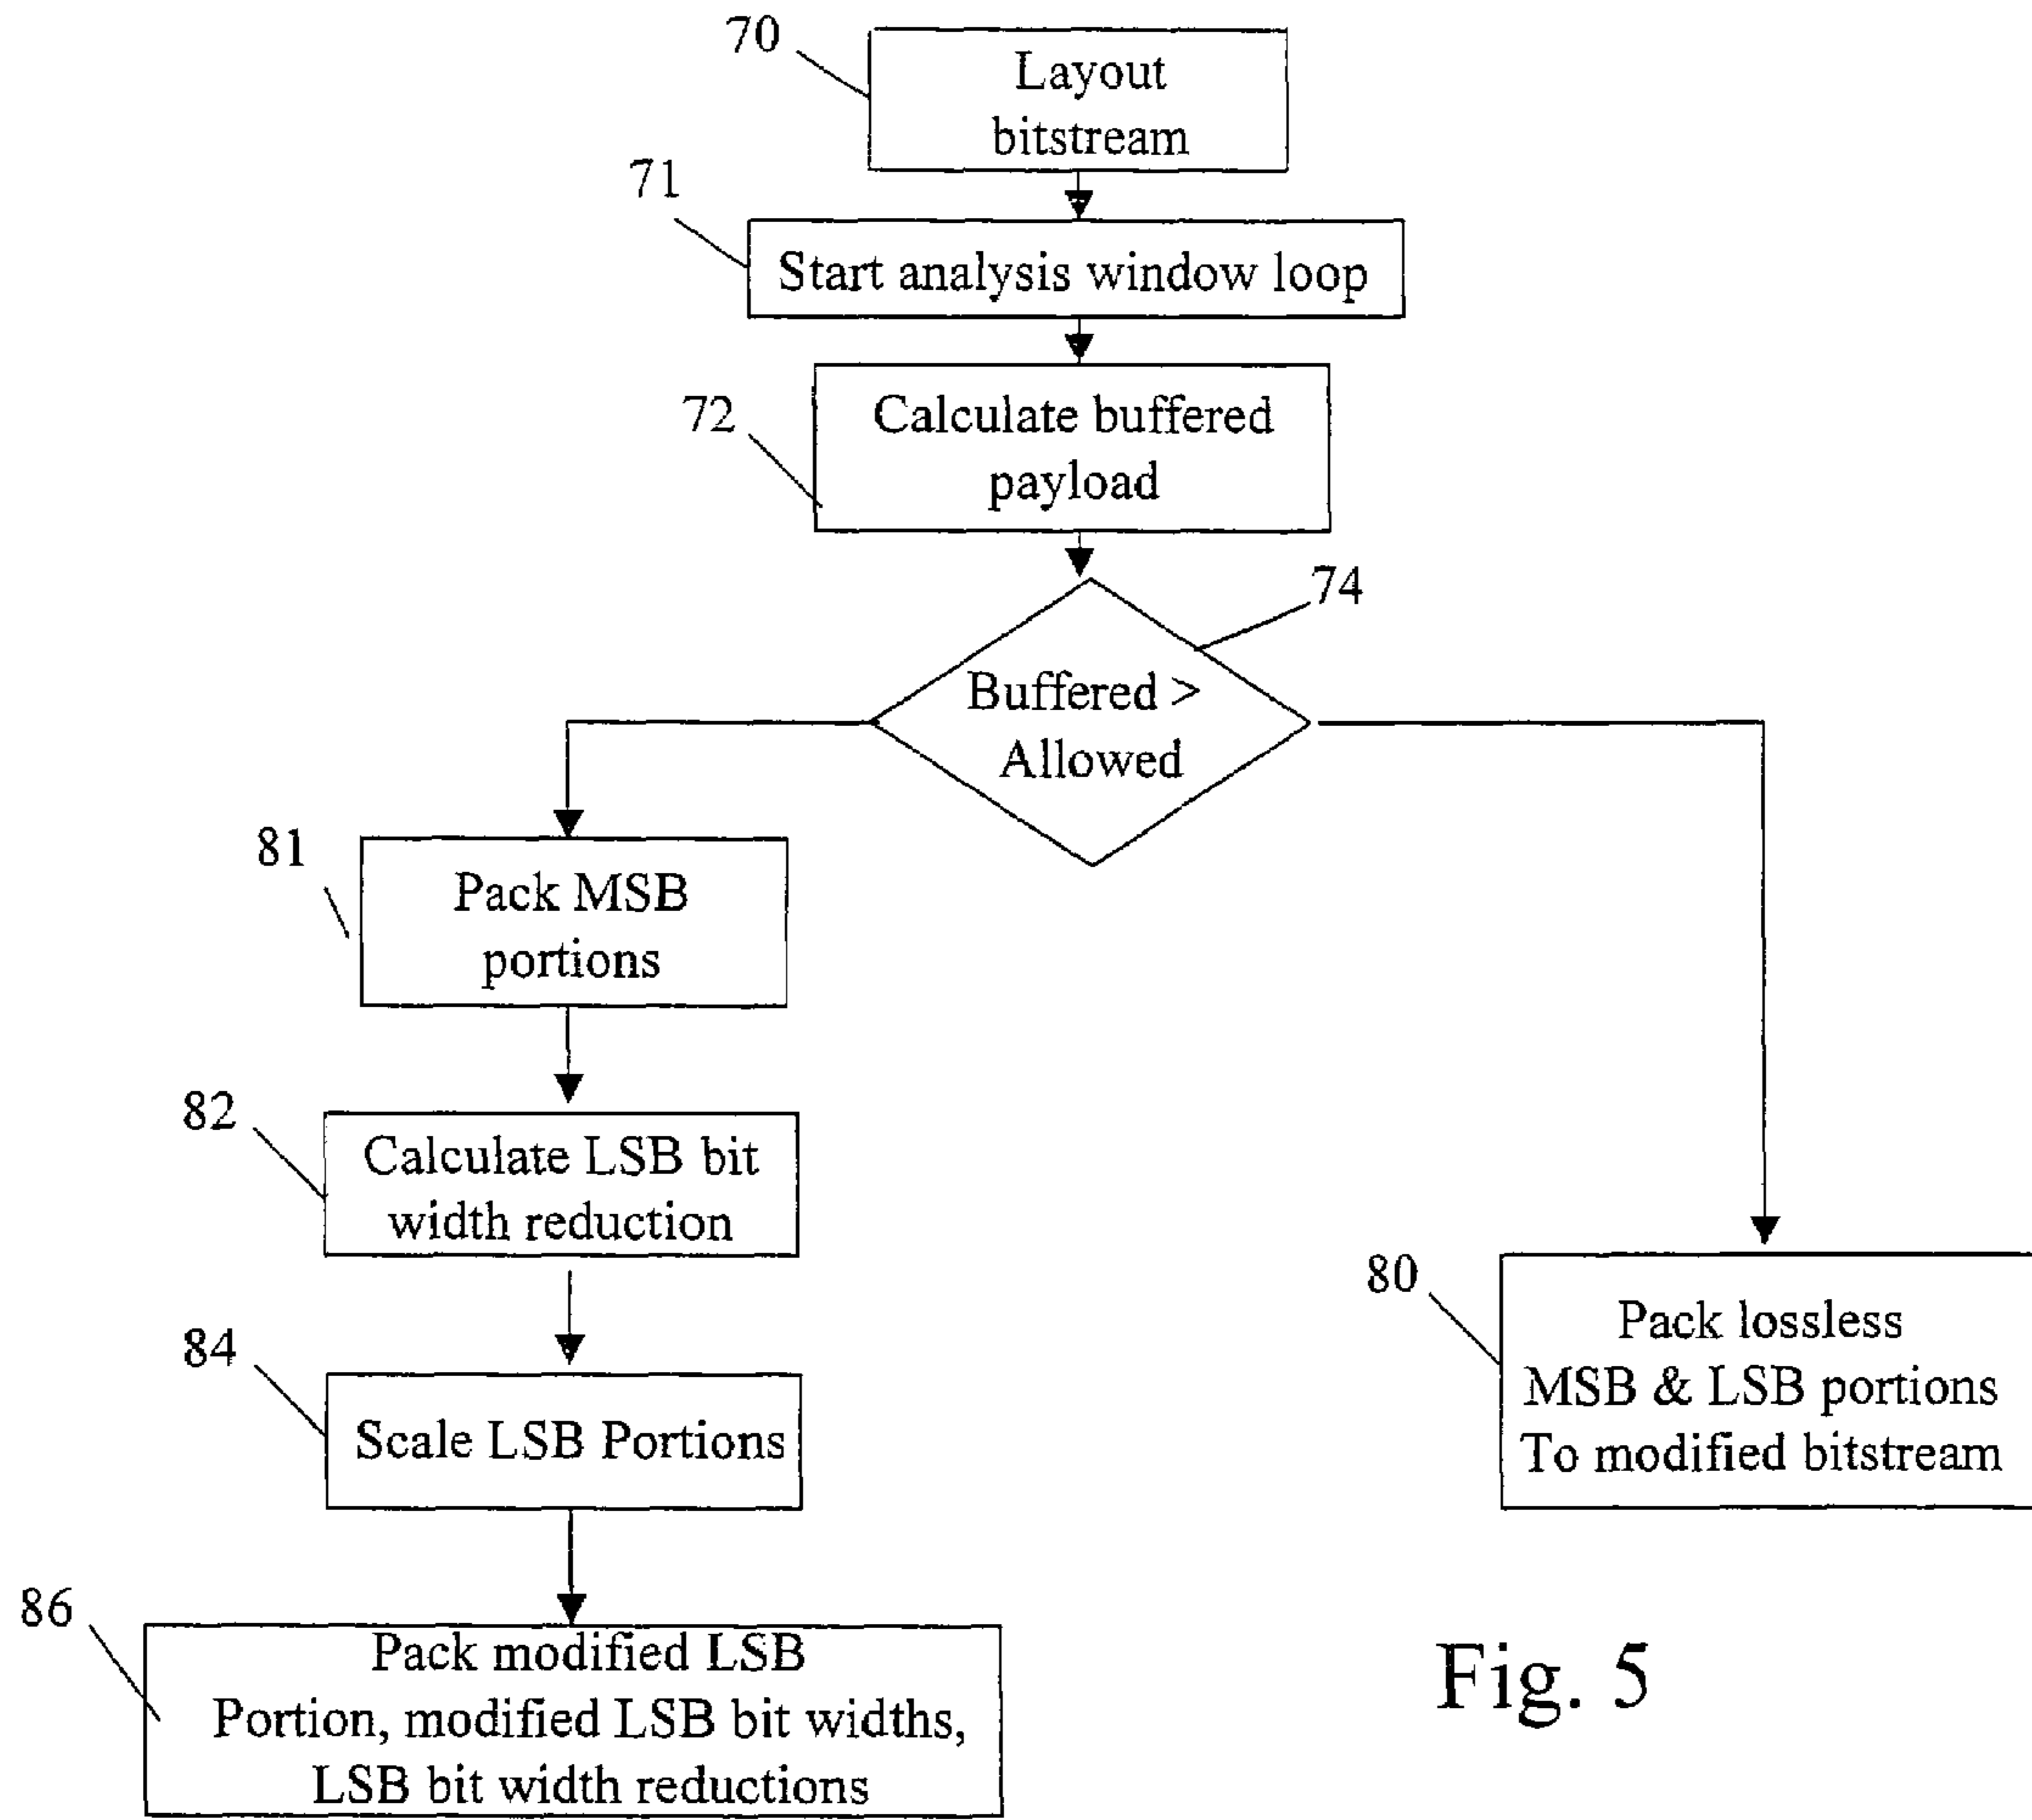 70
Layout
bitstream
71
Start analysis window loop
72
Calculate buffered
payload
74
Buffered >
Allowed
81
Pack MSB
portions
82
Calculate LSB bit
width reduction
84
Scale LSB Portions
80
Pack lossless
MSB & LSB portions
To modified bitstream
86
Pack modified LSB
Portion, modified LSB bit widths,
LSB bit width reductions
Fig. 5